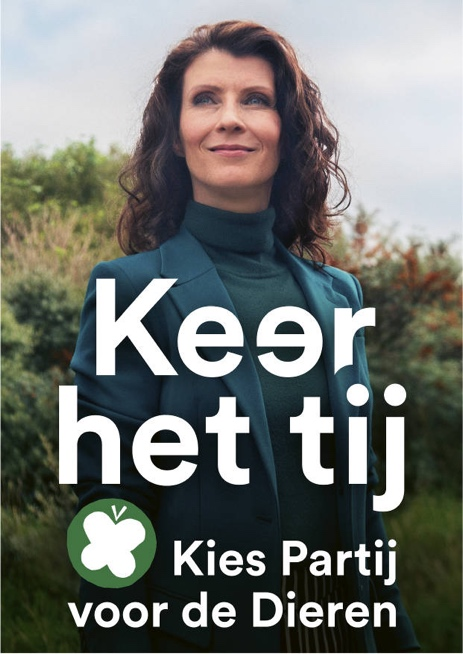 Keer
het tij
Kies Partij
voor de Dieren